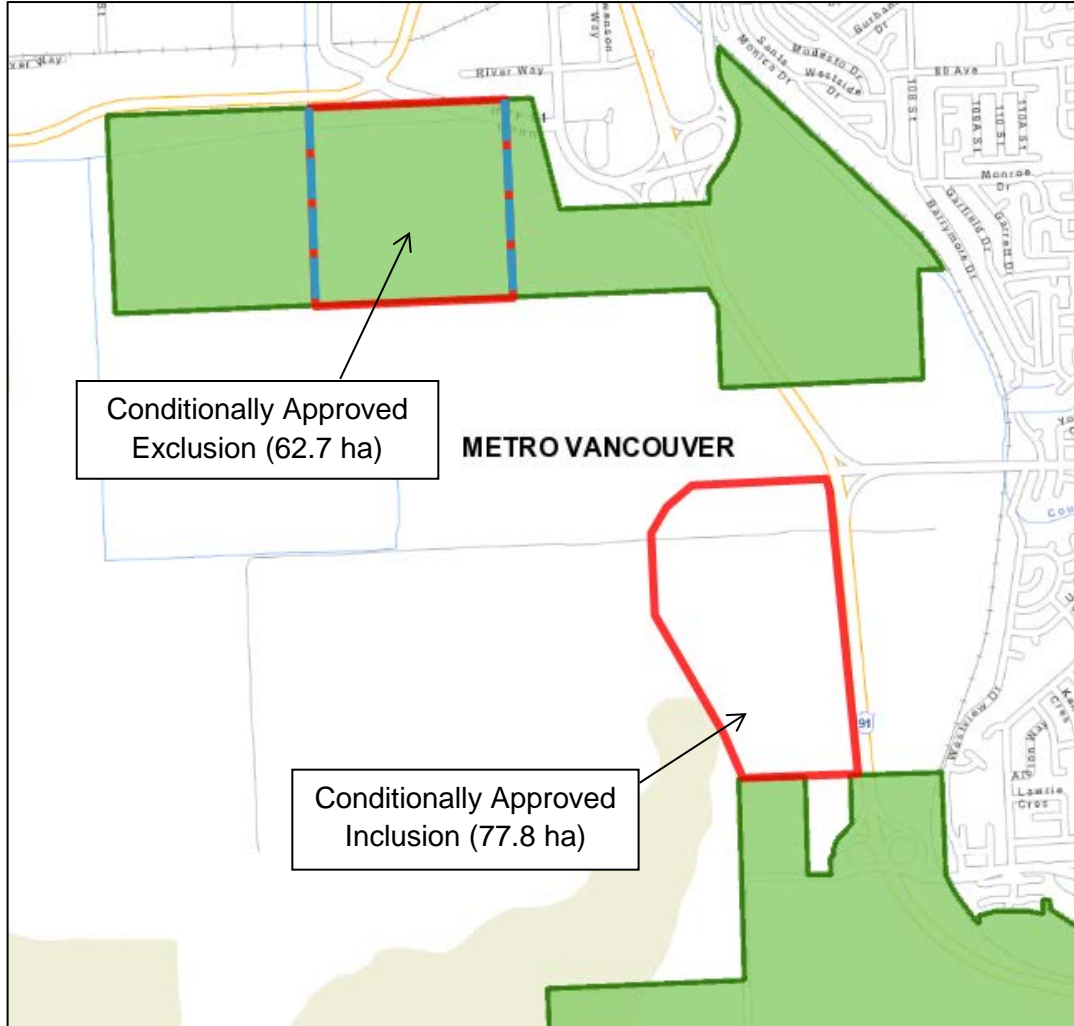 River Way
Santa Monica Dr
Modesto Dr
Westside Dr
80 Ave
108 St
109A St
110 St
110A St
Monroe Dr
Garfield Dr
Garrett Dr
Barrymore Dr
Conditionally Approved
Exclusion (62.7 ha)
METRO VANCOUVER
Westview Dr
91
Conditionally Approved
Inclusion (77.8 ha)
Lawrie
Cres